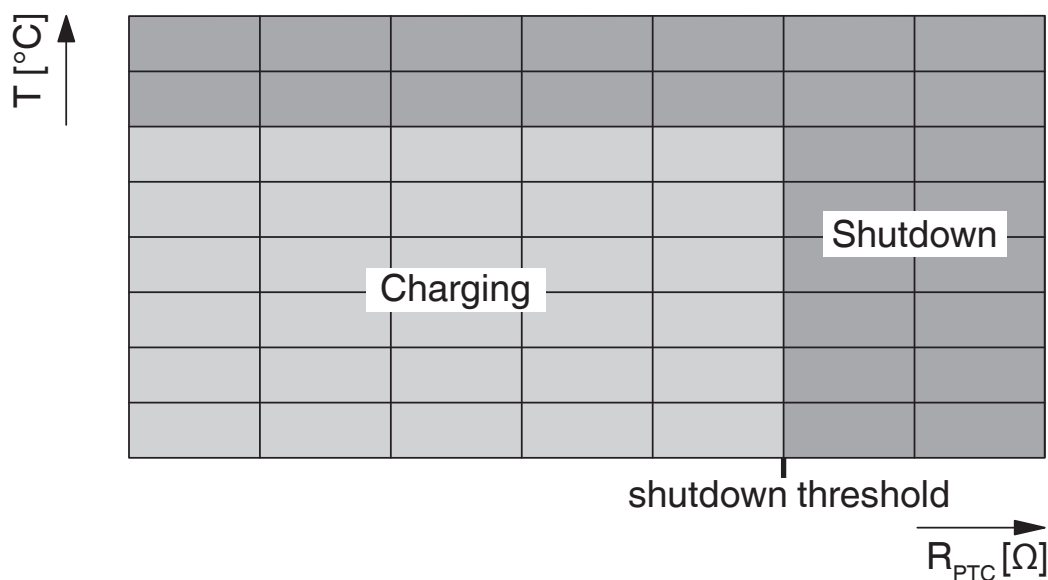 T [°C]
Shutdown
Charging
shutdown threshold
R_PTC [Ω]